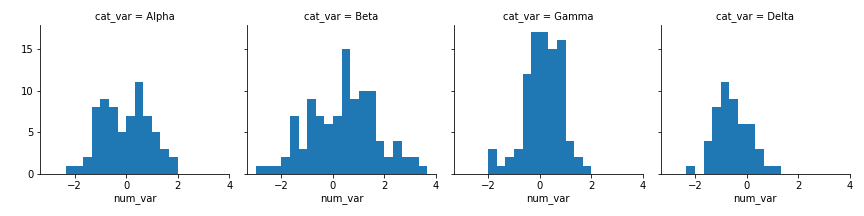 cat_var = Alpha
cat_var = Beta
cat_var = Gamma
cat_var = Delta
15
10
5
0
−2 0 2 4
−2 0 2 4
−2 0 2 4
−2 0 2 4
num_var
num_var
num_var
num_var